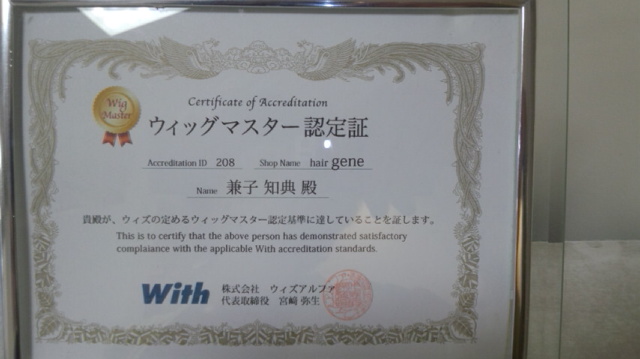 Certificate of Accreditation
Wig
Master
ウィッグマスター認定証
Accreditation ID 208 Shop Name hair gene
Name 兼子 知典 殿
貴殿が、ウィズの定めるウィッグマスター認定基準に達していることを証します。
This is to certify that the above person has demonstrated satisfactory
complaiance with the applicable With accreditation standards.
With
株式会社 ウィズアルファ
代表取締役 宮﨑 弥生